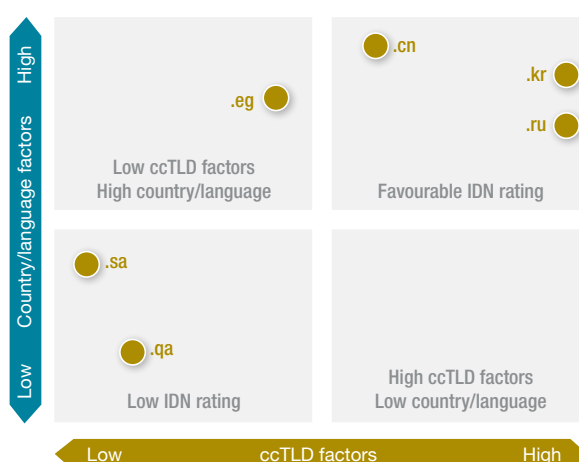 High
Country/language factors
Low
.cn
.kr
.eg
.ru
Low ccTLD factors
High country/language
Favourable IDN rating
.sa
.qa
Low IDN rating
High ccTLD factors
Low country/language
Low ccTLD factors High